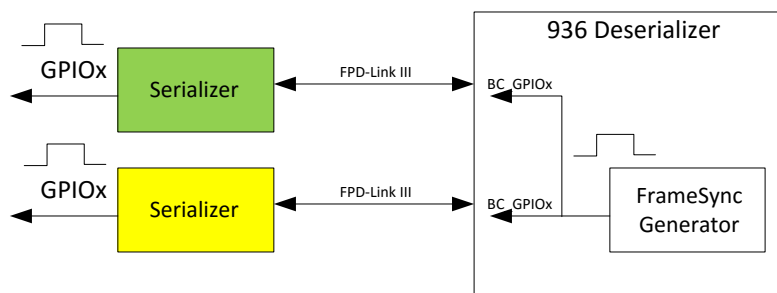 936 Deserializer
GPIOx
Serializer
FPD-Link III
BC_GPIOx
GPIOx
Serializer
FPD-Link III
BC_GPIOx
FrameSync
Generator